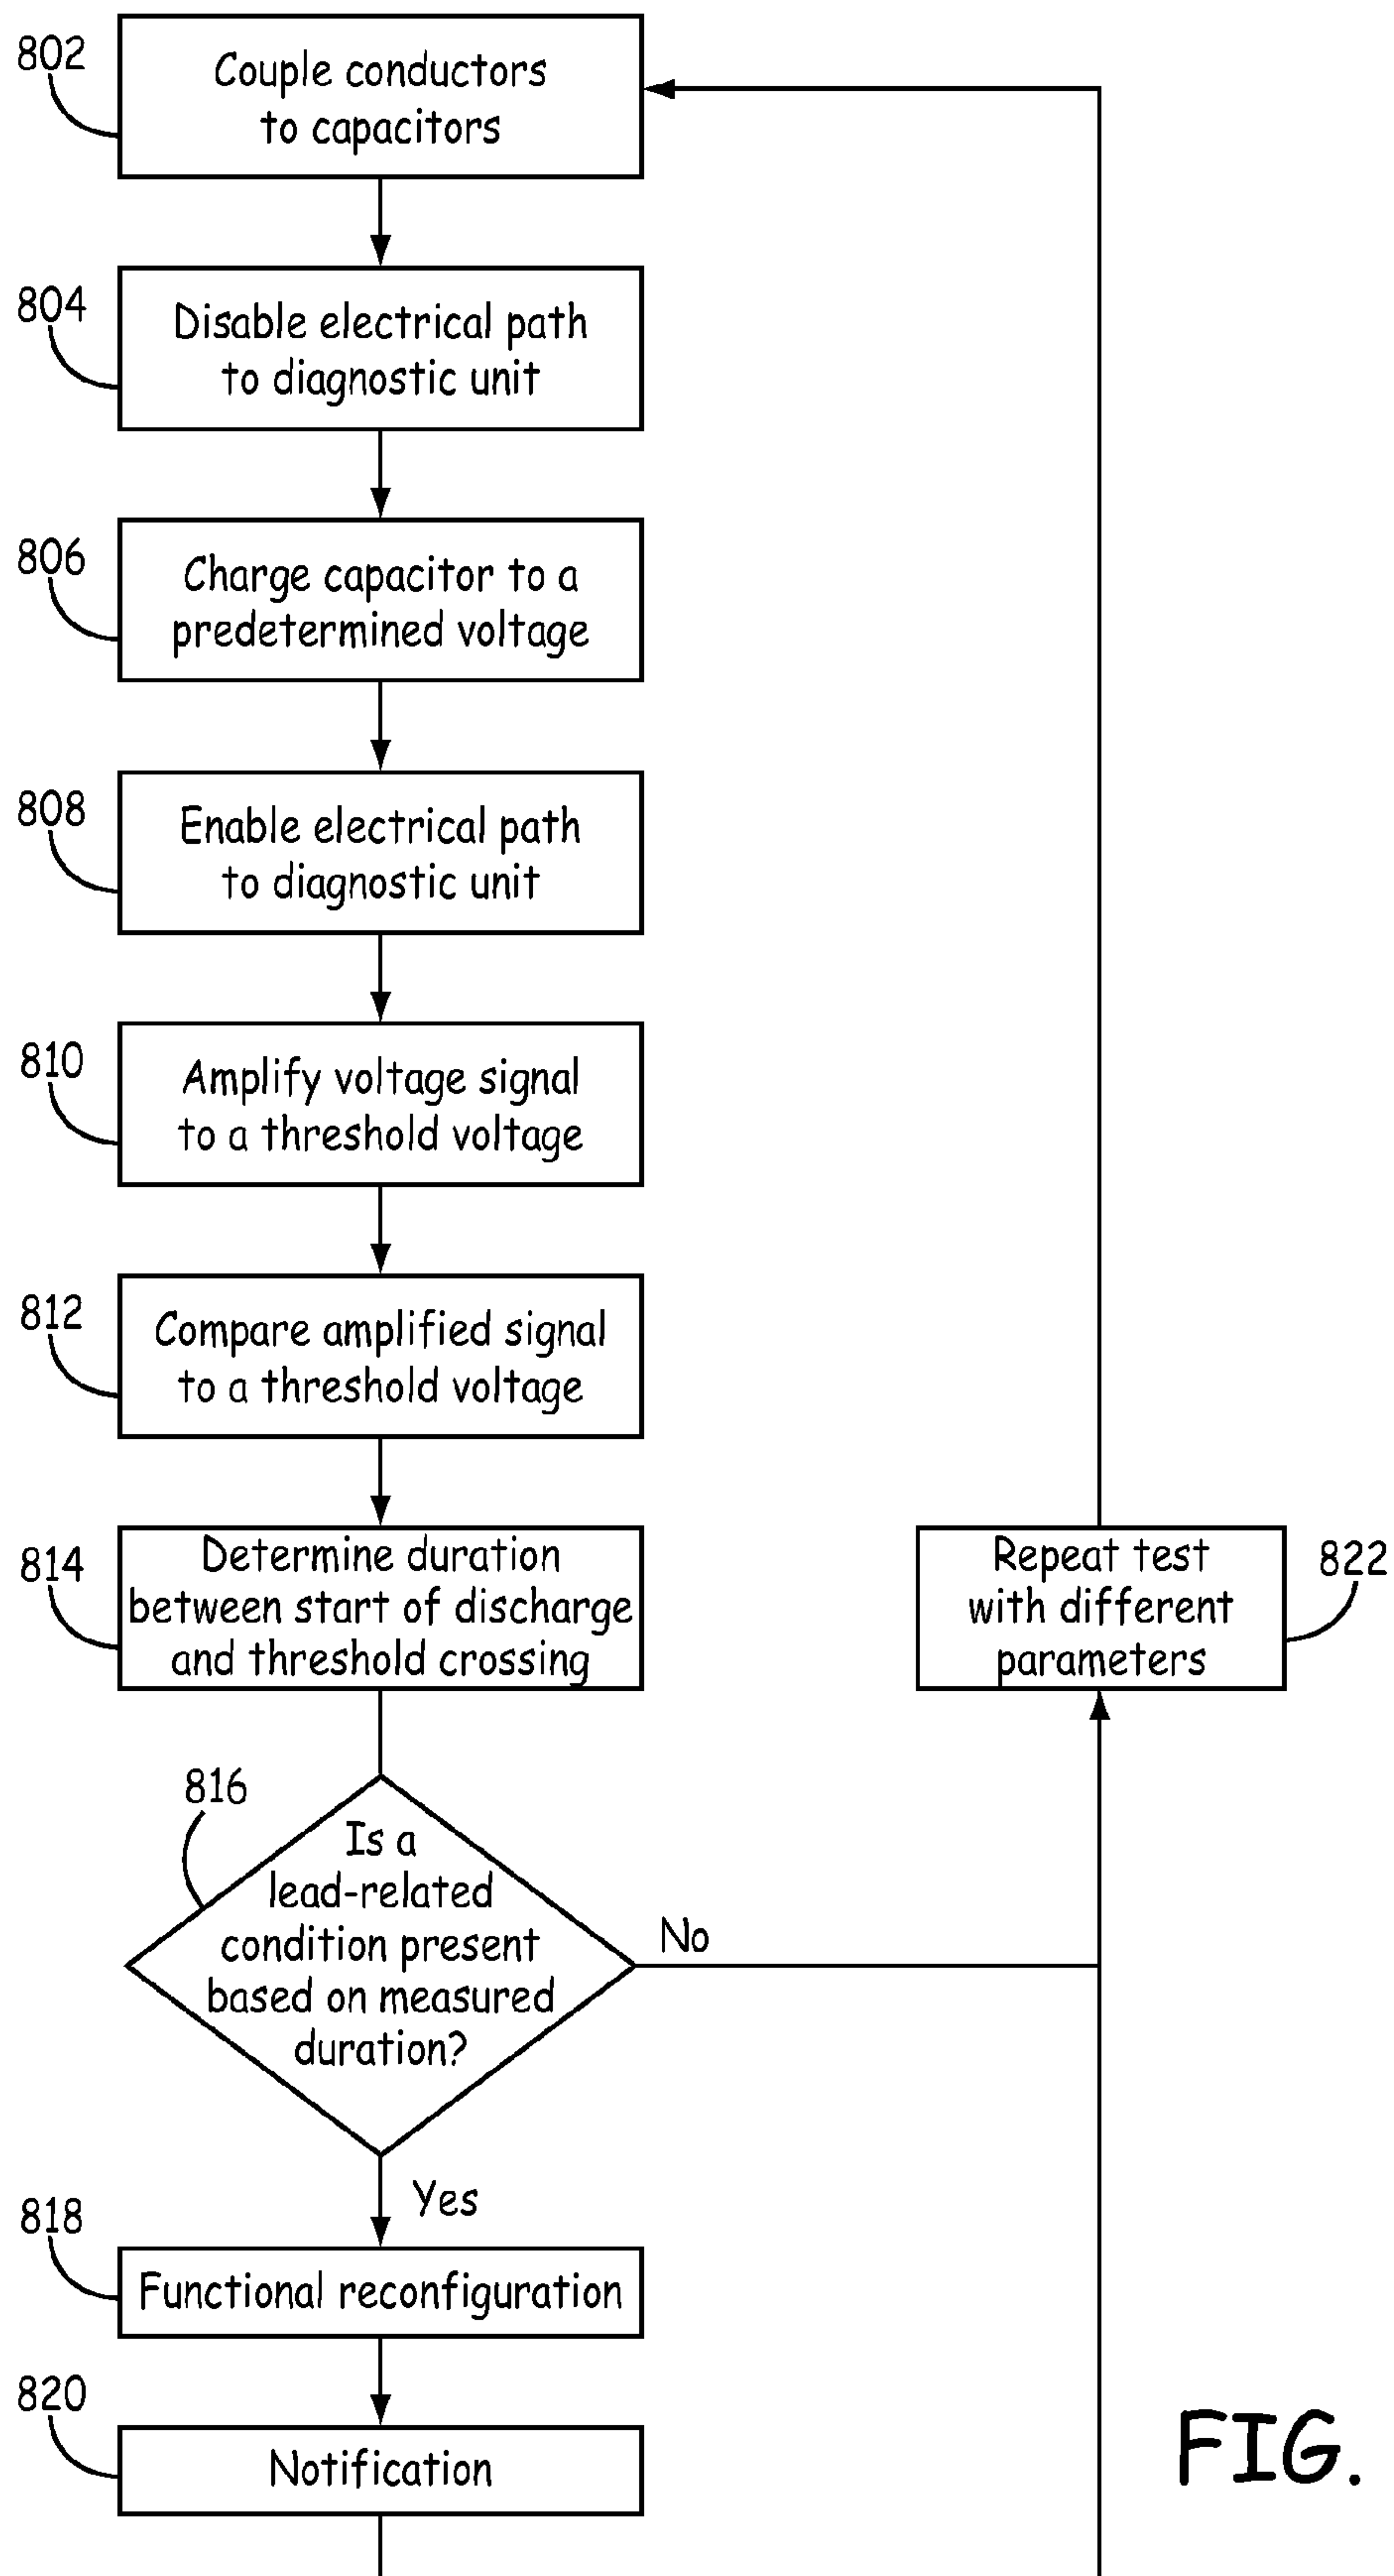 802
Couple conductors
to capacitors
804
Disable electrical path
to diagnostic unit
806
Charge capacitor to a
predetermined voltage
808
Enable electrical path
to diagnostic unit
810
Amplify voltage signal
to a threshold voltage
812
Compare amplified signal
to a threshold voltage
814
Determine duration
between start of discharge
and threshold crossing
Repeat test
with different
parameters
822
816
Is a
lead-related
condition present
based on measured
duration?
No
Yes
818
Functional reconfiguration
820
Notification
FIG.